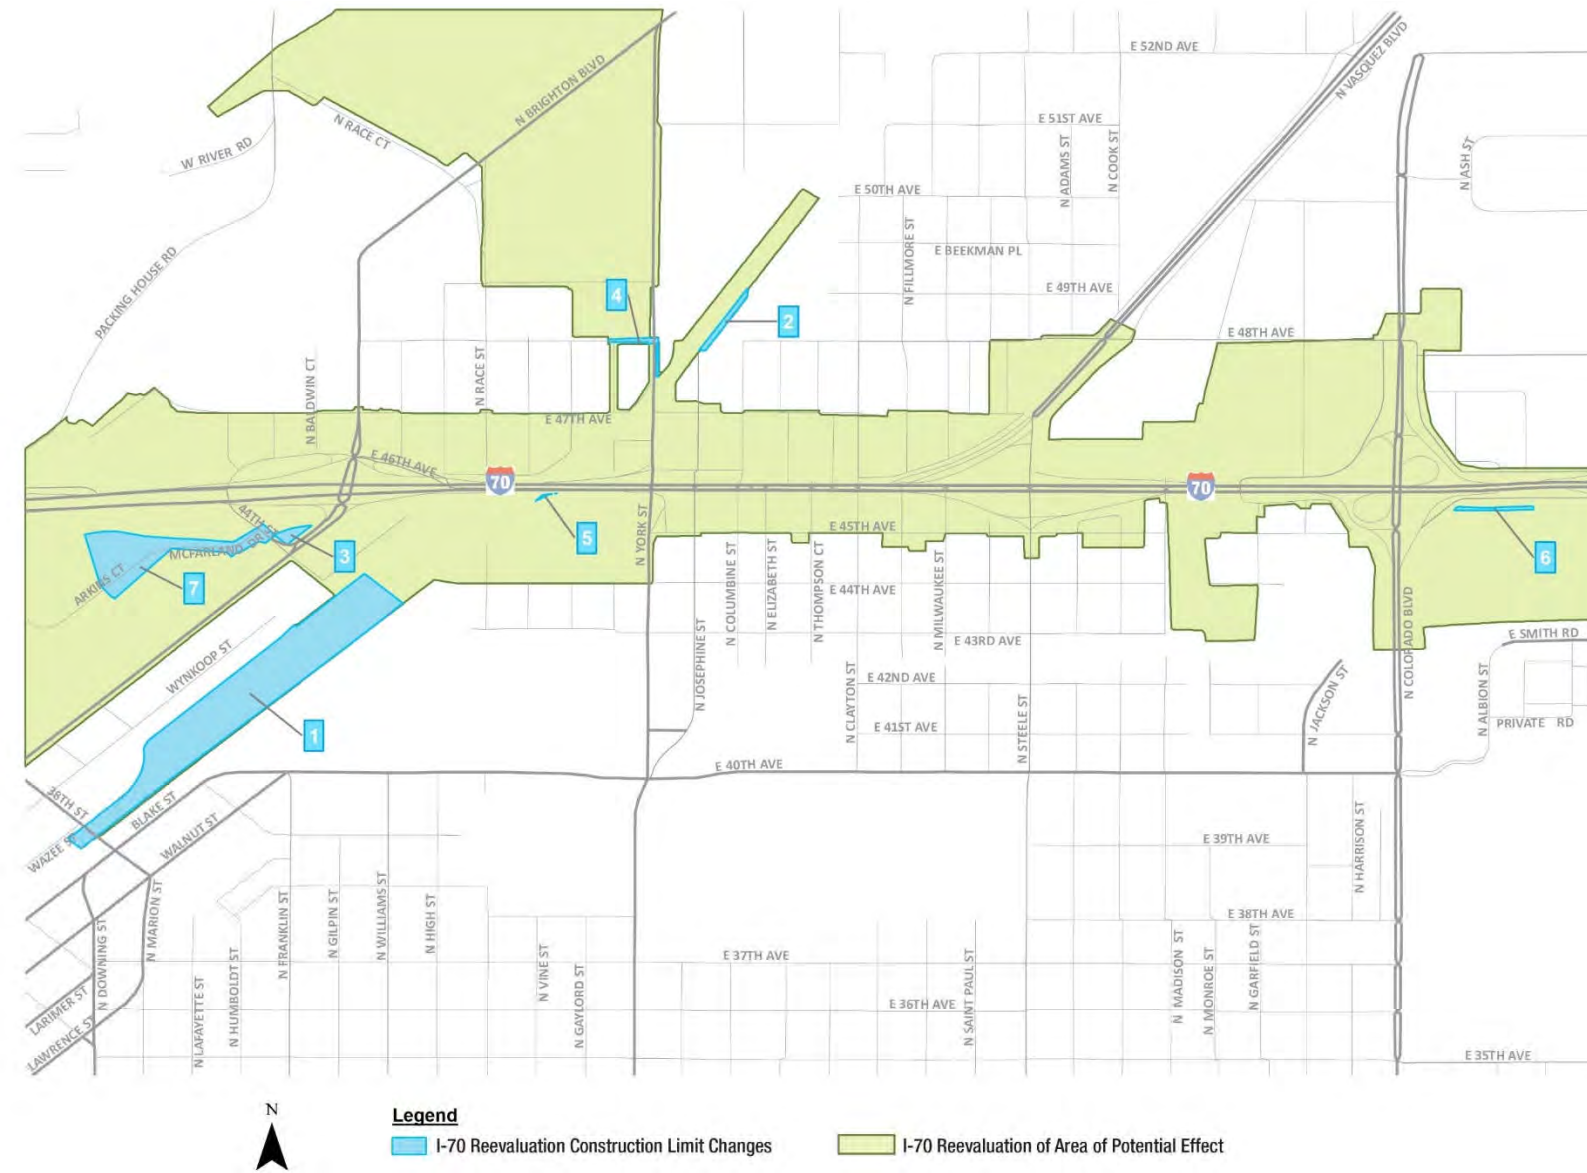 E 52ND AVE
N VASQUEZ BLVD
N BRIGHTON BLVD
N RACE CT
W RIVER RD
E 51ST AVE
N ADAMS ST
N COOK ST
N ASH ST
E 50TH AVE
N FILLMORE ST
E BEEKMAN PL
PACKING HOUSE RD
E 49TH AVE
4
2
E 48TH AVE
N BALDWIN CT
N RACE ST
E 47TH AVE
E 46TH AVE
70
70
44TH ST
3
5
N YORK ST
E 45TH AVE
6
MCFARLAND DR
ARKINS CT
7
E 44TH AVE
N COLUMBINE ST
N ELIZABETH ST
N THOMPSON CT
N MILWAUKEE ST
E 43RD AVE
N COLORADO BLVD
E SMITH RD
WYNKOOP ST
N JOSEPHINE ST
N CLAYTON ST
E 42ND AVE
N STEELE ST
N JACKSON ST
N ALBION ST
1
E 41ST AVE
PRIVATE RD
E 40TH AVE
38TH ST
BLAKE ST
WALNUT ST
WAZEE ST
E 39TH AVE
N HARRISON ST
N DOWNING ST
N MARION ST
N FRANKLIN ST
N GILPIN ST
N WILLIAMS ST
N HIGH ST
E 38TH AVE
N LAFAYETTE ST
N HUMBOLDT ST
N VINE ST
N GAYLORD ST
E 37TH AVE
N SAINT PAUL ST
N MADISON ST
N MONROE ST
N GARFIELD ST
LARIMER ST
LAWRENCE ST
E 36TH AVE
E 35TH AVE
N
Legend
I-70 Reevaluation Construction Limit Changes
I-70 Reevaluation of Area of Potential Effect